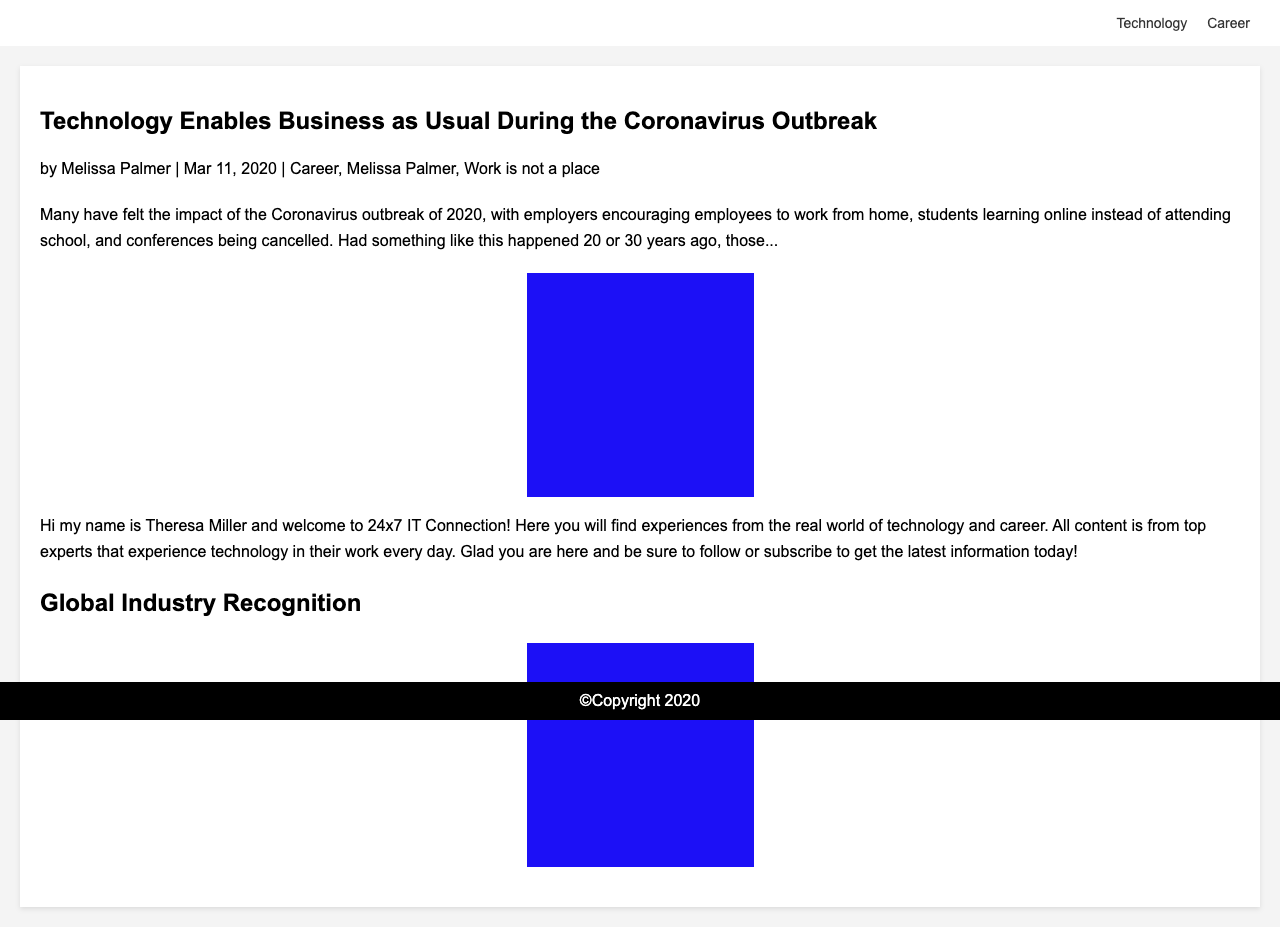 Technology Career
Technology Enables Business as Usual During the Coronavirus Outbreak
by Melissa Palmer | Mar 11, 2020 | Career, Melissa Palmer, Work is not a place
Many have felt the impact of the Coronavirus outbreak of 2020, with employers encouraging employees to work from home, students learning online instead of attending
school, and conferences being cancelled. Had something like this happened 20 or 30 years ago, those...
Hi my name is Theresa Miller and welcome to 24x7 IT Connection! Here you will find experiences from the real world of technology and career. All content is from top
experts that experience technology in their work every day. Glad you are here and be sure to follow or subscribe to get the latest information today!
Global Industry Recognition
©Copyright 2020